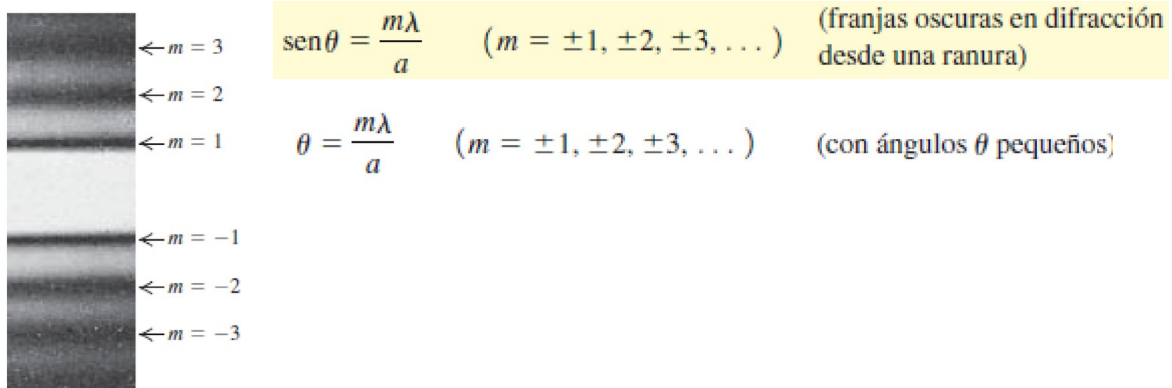 m = 3
m = 2
m = 1
m = −1
m = −2
m = −3
senθ = mλ/a (m = ±1, ±2, ±3, . . . ) (franjas oscuras en difracción
desde una ranura)
θ = mλ/a (m = ±1, ±2, ±3, . . . ) (con ángulos θ pequeños)